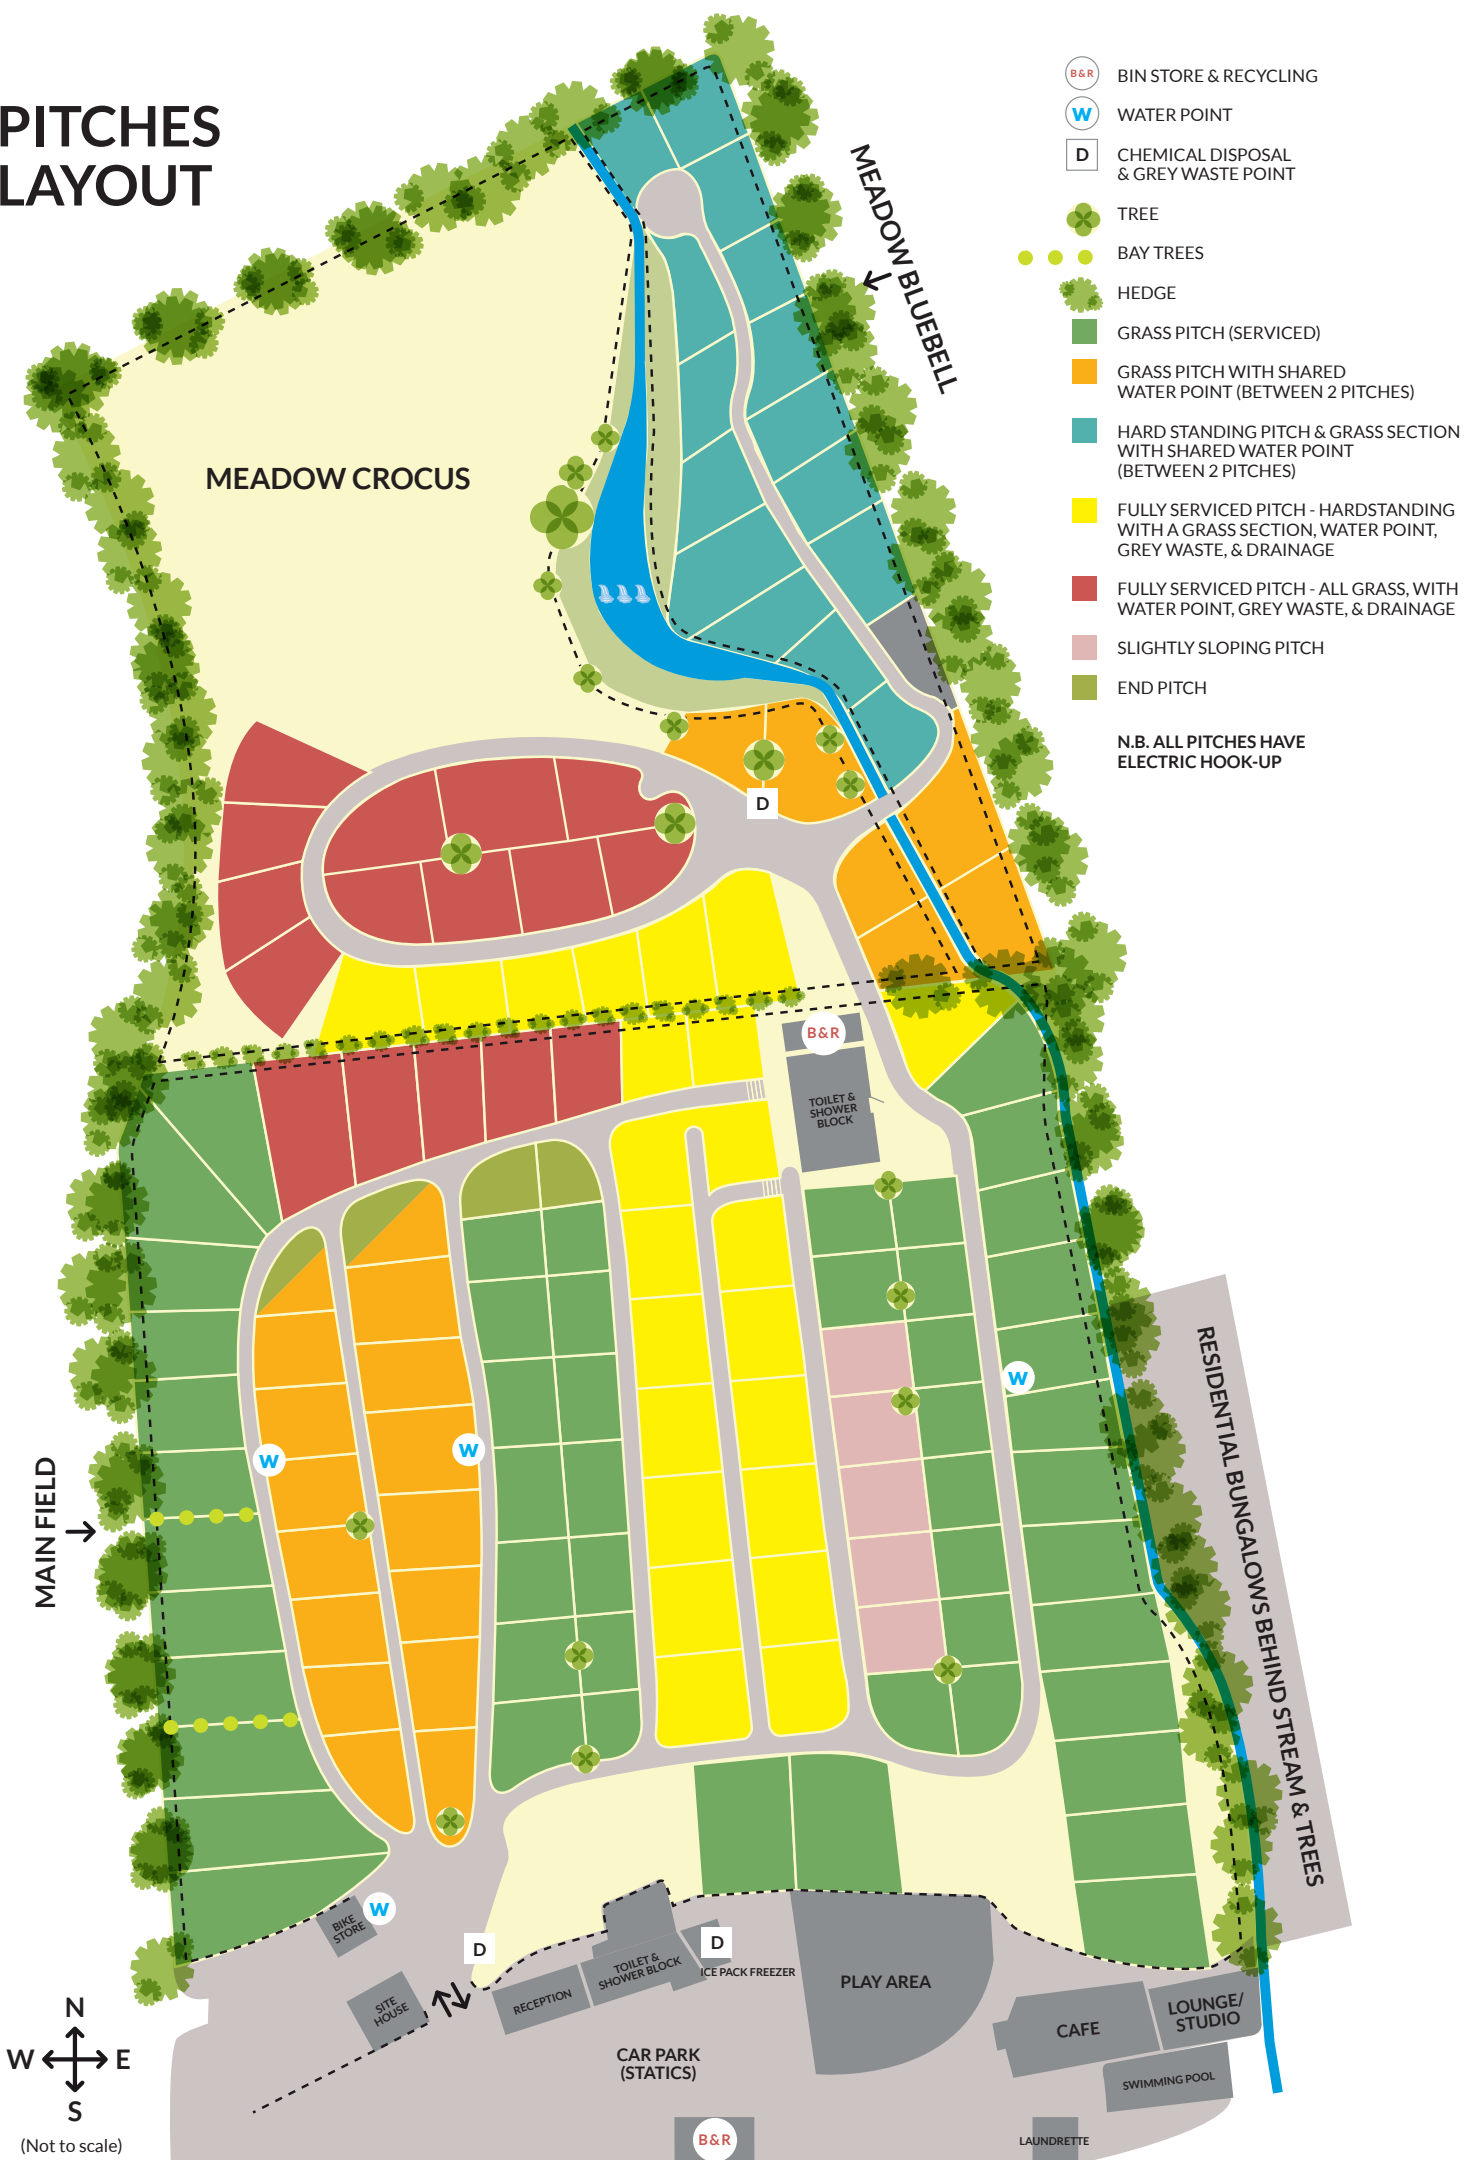 PITCHES
LAYOUT
B&R
BIN STORE & RECYCLING
W
WATER POINT
D
CHEMICAL DISPOSAL
& GREY WASTE POINT
TREE
BAY TREES
HEDGE
GRASS PITCH (SERVICED)
GRASS PITCH WITH SHARED
WATER POINT (BETWEEN 2 PITCHES)
HARD STANDING PITCH & GRASS SECTION
WITH SHARED WATER POINT
(BETWEEN 2 PITCHES)
FULLY SERVICED PITCH - HARDSTANDING
WITH A GRASS SECTION, WATER POINT,
GREY WASTE, & DRAINAGE
FULLY SERVICED PITCH - ALL GRASS, WITH
WATER POINT, GREY WASTE, & DRAINAGE
SLIGHTLY SLOPING PITCH
END PITCH
N.B. ALL PITCHES HAVE
ELECTRIC HOOK-UP
MEADOW BLUEBELL
MEADOW CROCUS
D
B&R
TOILET &
SHOWER
BLOCK
W
W
W
MAIN FIELD
RESIDENTIAL BUNGALOWS BEHIND STREAM & TREES
W
BIKE
STORE
D
D
TOILET &
SHOWER BLOCK
ICE PACK FREEZER
RECEPTION
SITE
HOUSE
PLAY AREA
CAFE
LOUNGE/
STUDIO
SWIMMING POOL
CAR PARK
(STATICS)
B&R
LAUNDRETTE
N
W
E
S
(Not to scale)